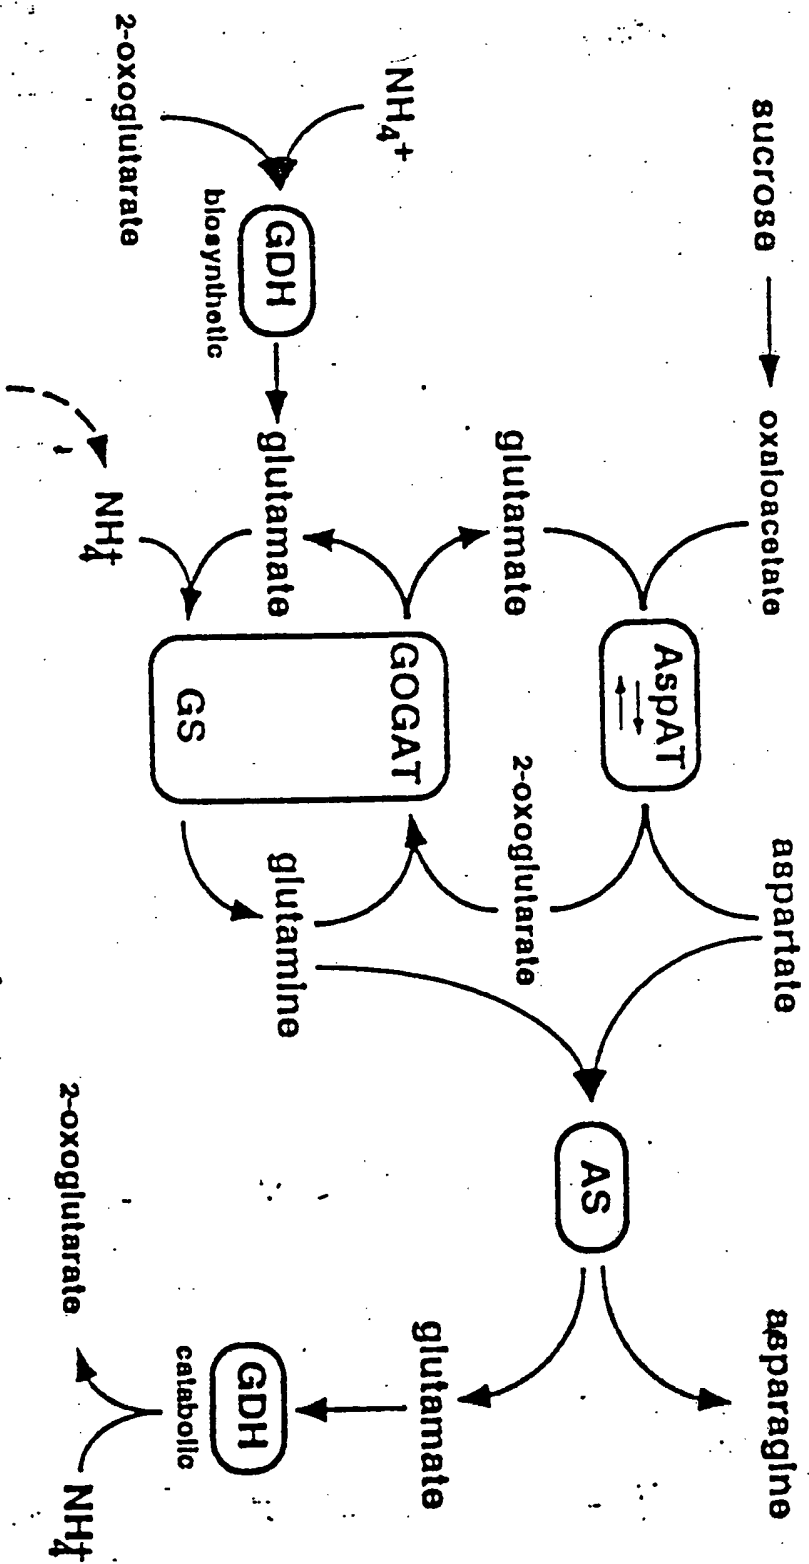 sucrose
oxaloacetate
aspartate
asparagine
AspAT
AS
glutamate
2-oxoglutarate
glutamate
NH4+
GOGAT
GDH
biosynthetic
glutamate
glutamine
GDH
catabolic
GS
2-oxoglutarate
NH4+
2-oxoglutarate
NH4+